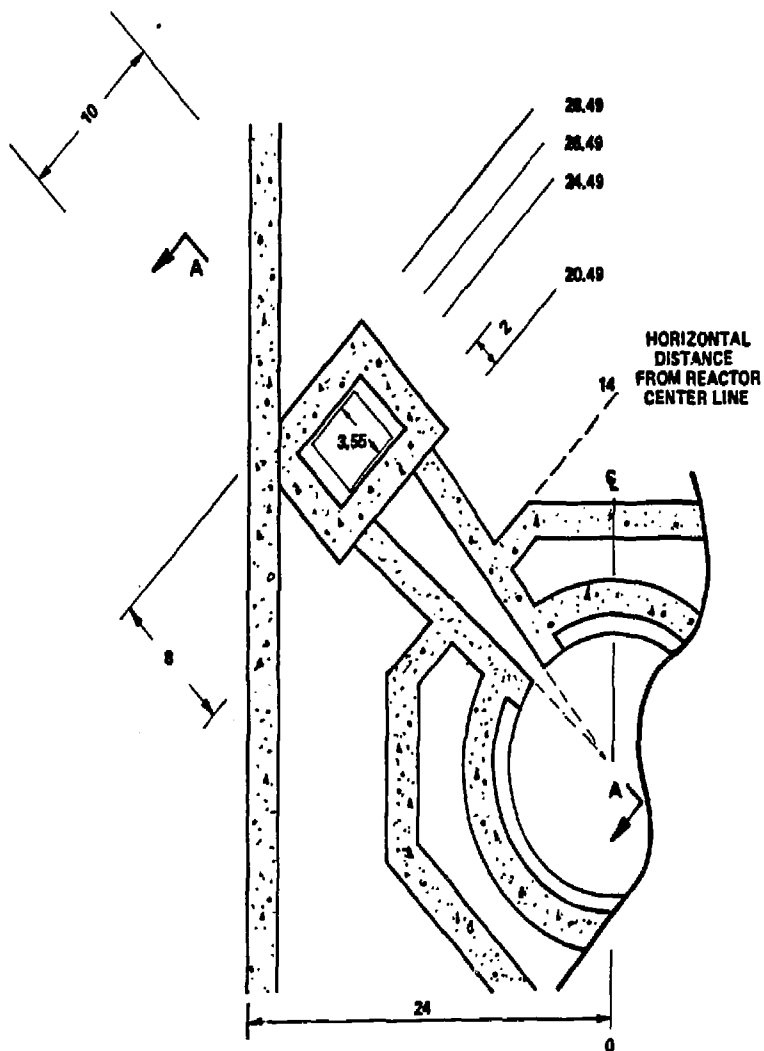 10
28.49
26.49
24.49
A
20.49
2
HORIZONTAL
DISTANCE
FROM REACTOR
CENTER LINE
14
3.55
℄
8
A
24
0